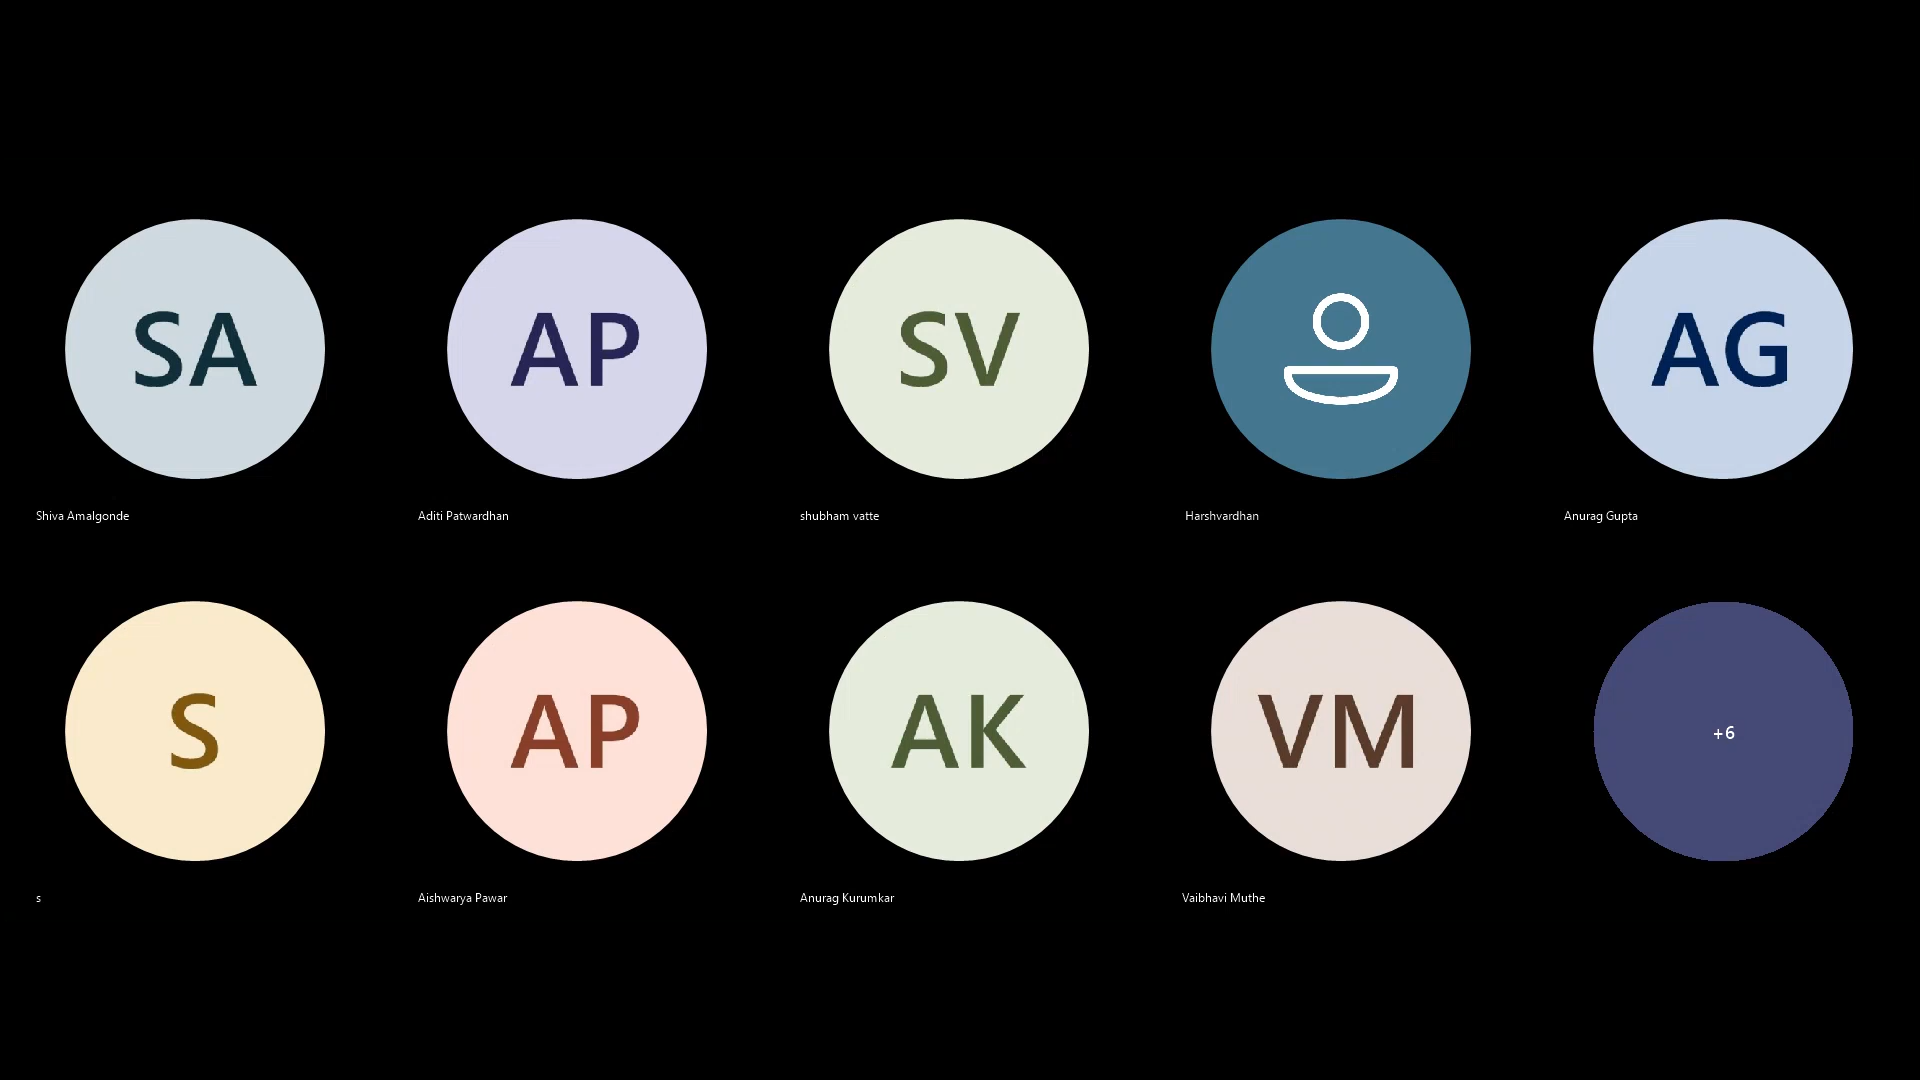 SA
AP
SV
AG
Shiva Amalgonde
Aditi Patwardhan
shubham vatte
Harshvardhan
Anurag Gupta
S
AP
AK
VM
+6
s
Aishwarya Pawar
Anurag Kurumkar
Vaibhavi Muthe